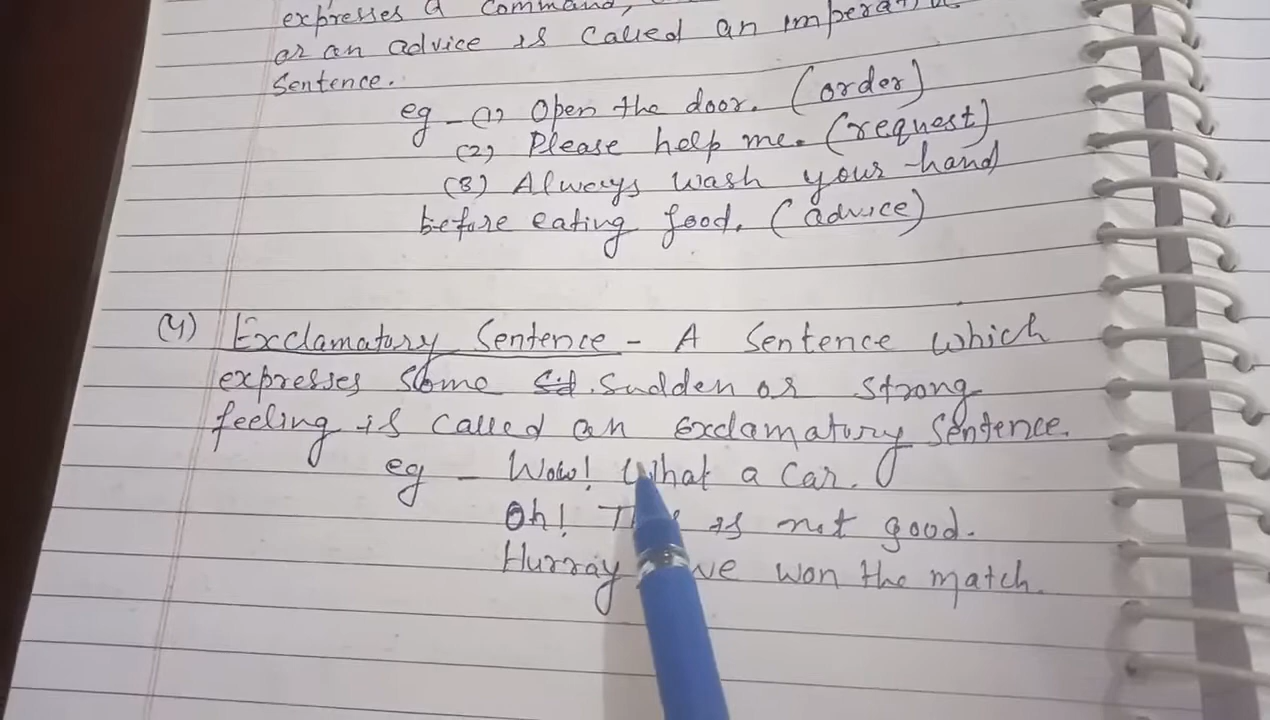 expresses a command,
or an advice is called an imperative
Sentence.
eg - (1) Open the door. (order)
(2) Please help me. (request)
(3) Always wash your hand
before eating food. (advice)
(4) Exclamatory Sentence - A Sentence which
expresses some sudden or strong
feeling is called an Exclamatory Sentence.
eg - Wow! What a Car.
Oh! is not good.
Hurray we won the match.